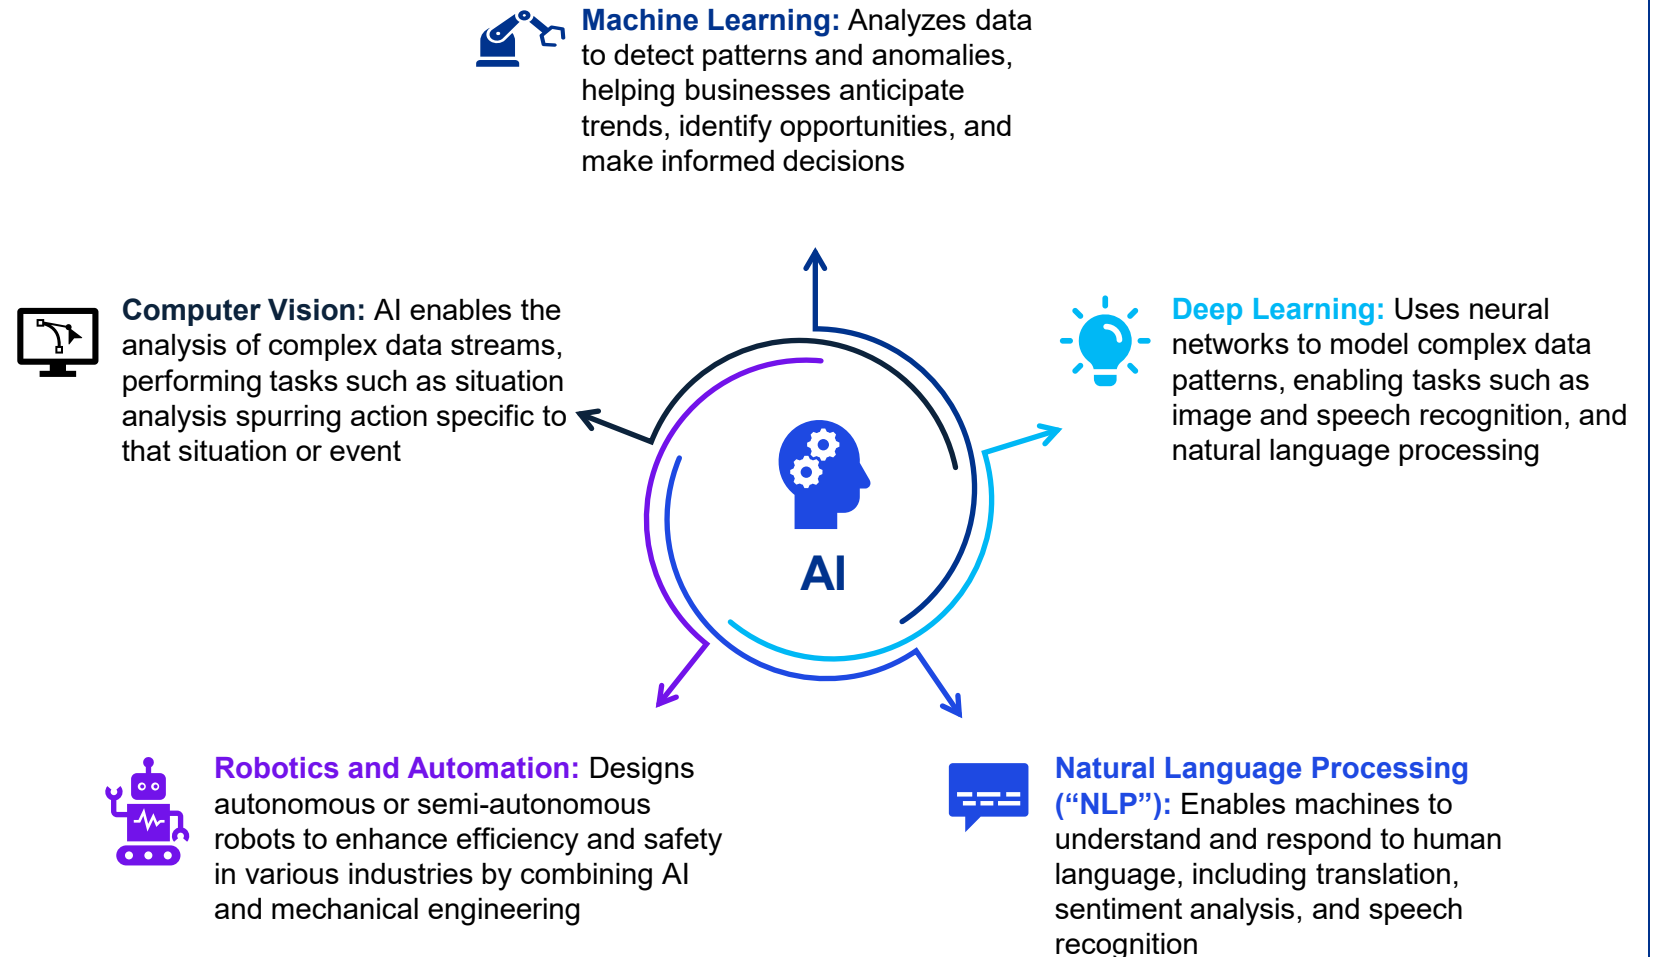 Machine Learning: Analyzes data
to detect patterns and anomalies,
helping businesses anticipate
trends, identify opportunities, and
make informed decisions
Computer Vision: AI enables the
analysis of complex data streams,
performing tasks such as situation
analysis spurring action specific to
that situation or event
Deep Learning: Uses neural
networks to model complex data
patterns, enabling tasks such as
image and speech recognition, and
natural language processing
AI
Robotics and Automation: Designs
autonomous or semi-autonomous
robots to enhance efficiency and safety
in various industries by combining AI
and mechanical engineering
Natural Language Processing
(“NLP”): Enables machines to
understand and respond to human
language, including translation,
sentiment analysis, and speech
recognition